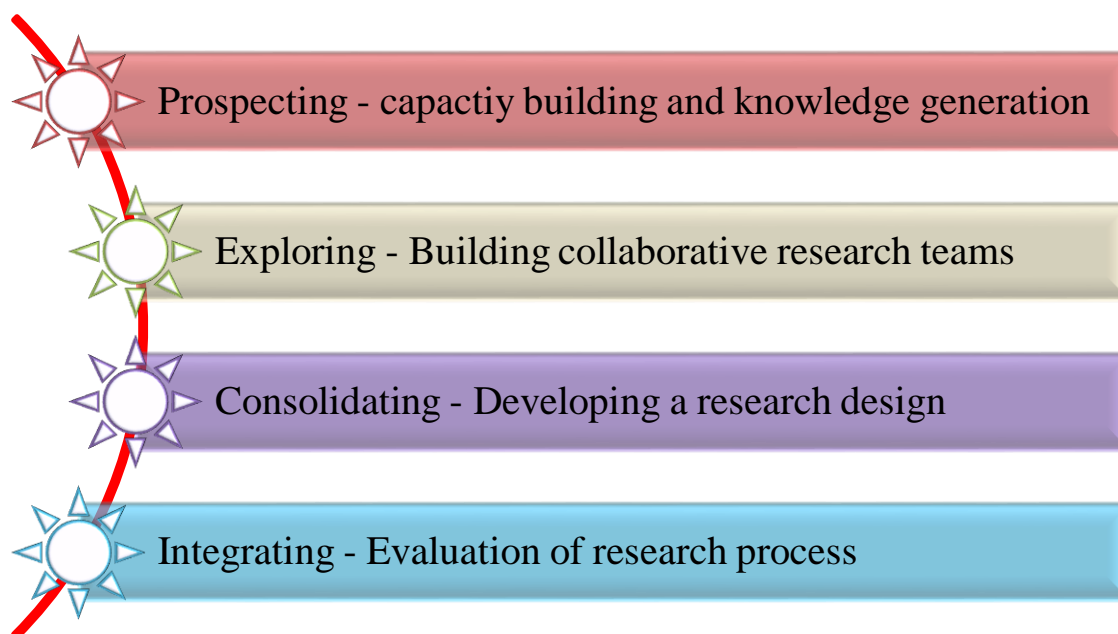 Prospecting - capactiy building and knowledge generation
Exploring - Building collaborative research teams
Consolidating - Developing a research design
Integrating - Evaluation of research process